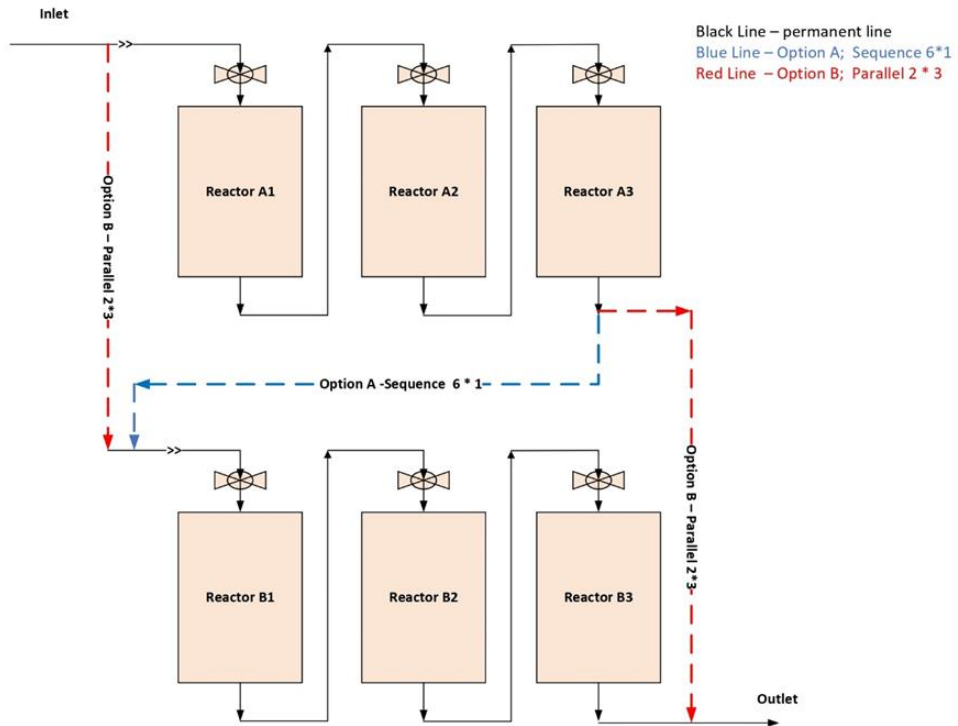 Inlet
Black Line – permanent line
Blue Line – Option A; Sequence 6*1
Red Line – Option B; Parallel 2 * 3
>>
Reactor A1
Reactor A2
Reactor A3
Option B – Parallel 2*3
Option A -Sequence 6 * 1
>>
Option B – Parallel 2*3
Reactor B1
Reactor B2
Reactor B3
Outlet